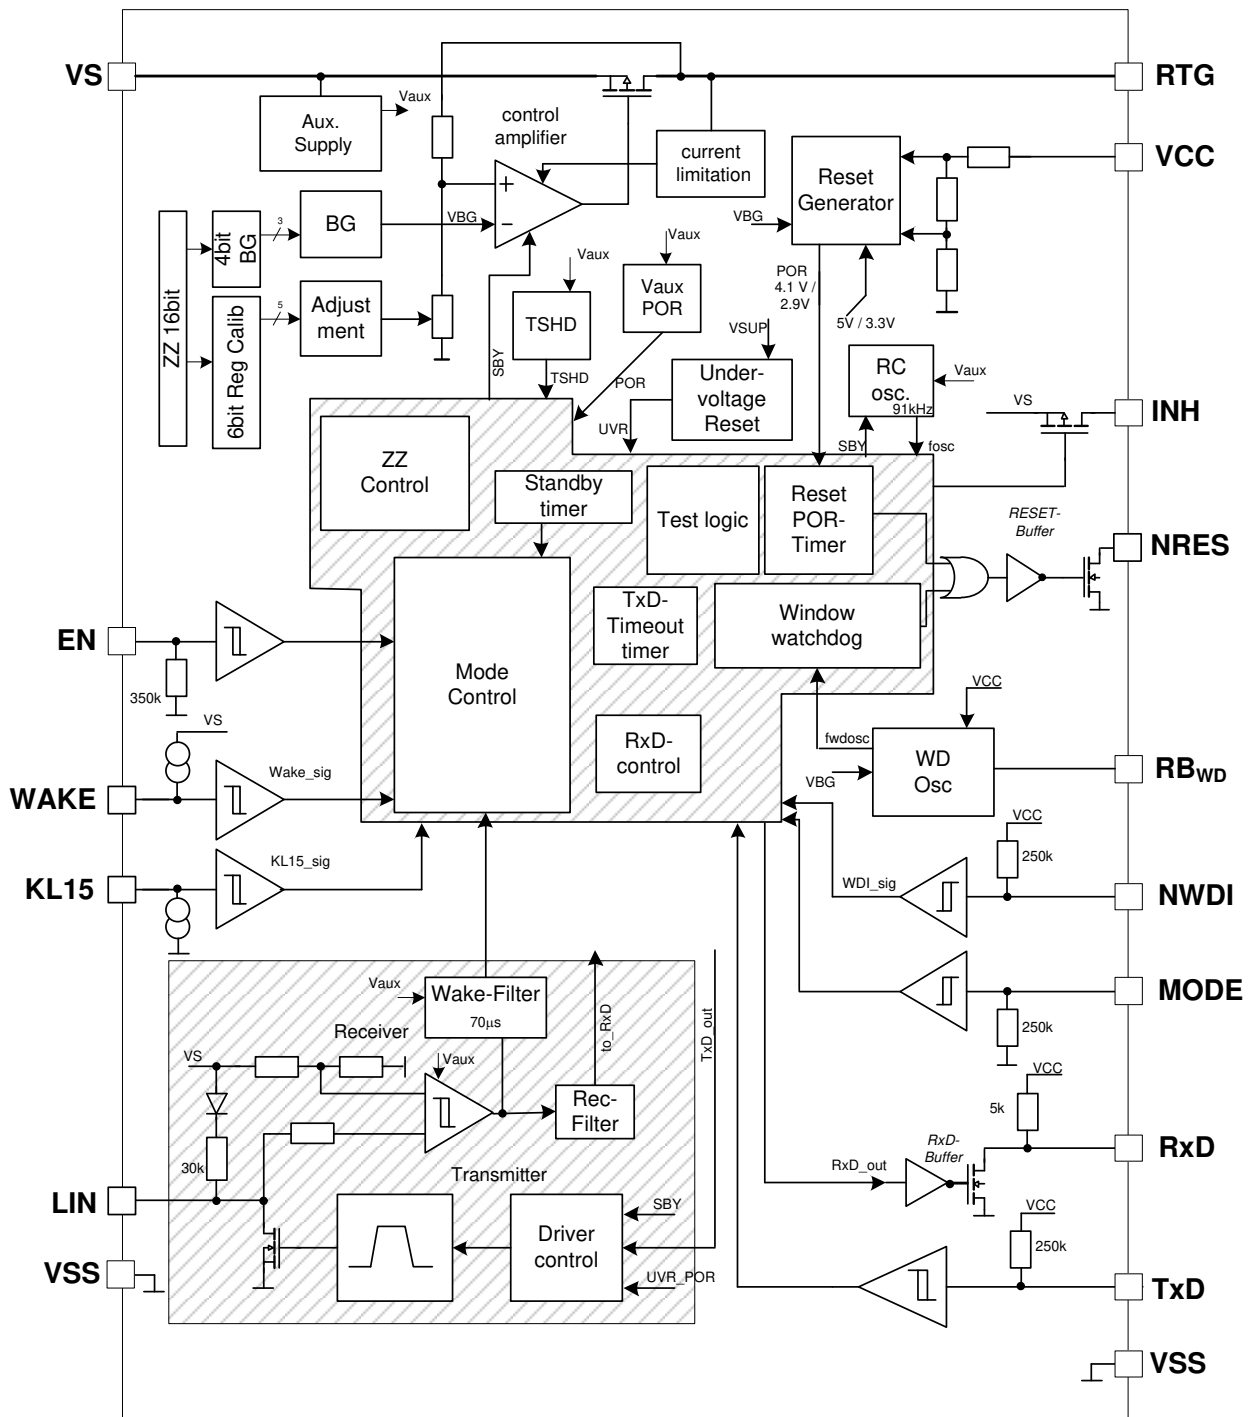 VS
RTG
Vaux
Aux.
Supply
control
amplifier
current
limitation
Reset
Generator
VCC
+
−
VBG
VBG
BG
3
4bit
BG
ZZ 16bit
6bit Reg Calib
5
Adjust
ment
SBY
Vaux
TSHD
TSHD
Vaux
Vaux
POR
POR
POR
4.1 V /
2.9V
5V / 3.3V
VSUP
Under-
voltage
Reset
UVR
RC
osc.
91kHz
Vaux
SBY
fosc
VS
INH
ZZ
Control
Standby
timer
Test logic
Reset
POR-
Timer
RESET-
Buffer
NRES
EN
350k
Mode
Control
TxD-
Timeout
timer
Window
watchdog
VS
WAKE
Wake_sig
RxD-
control
fwdosc
VCC
WD
Osc
VBG
RBWD
KL15
KL15_sig
VCC
250k
WDI_sig
NWDI
MODE
250k
Vaux
Wake-Filter
70µs
to_RxD
TxD_out
Receiver
VS
Vaux
Rec-
Filter
30k
VCC
5k
RxD-
Buffer
RxD_out
RxD
LIN
Transmitter
SBY
Driver
control
UVR_POR
VSS
VCC
250k
TxD
VSS